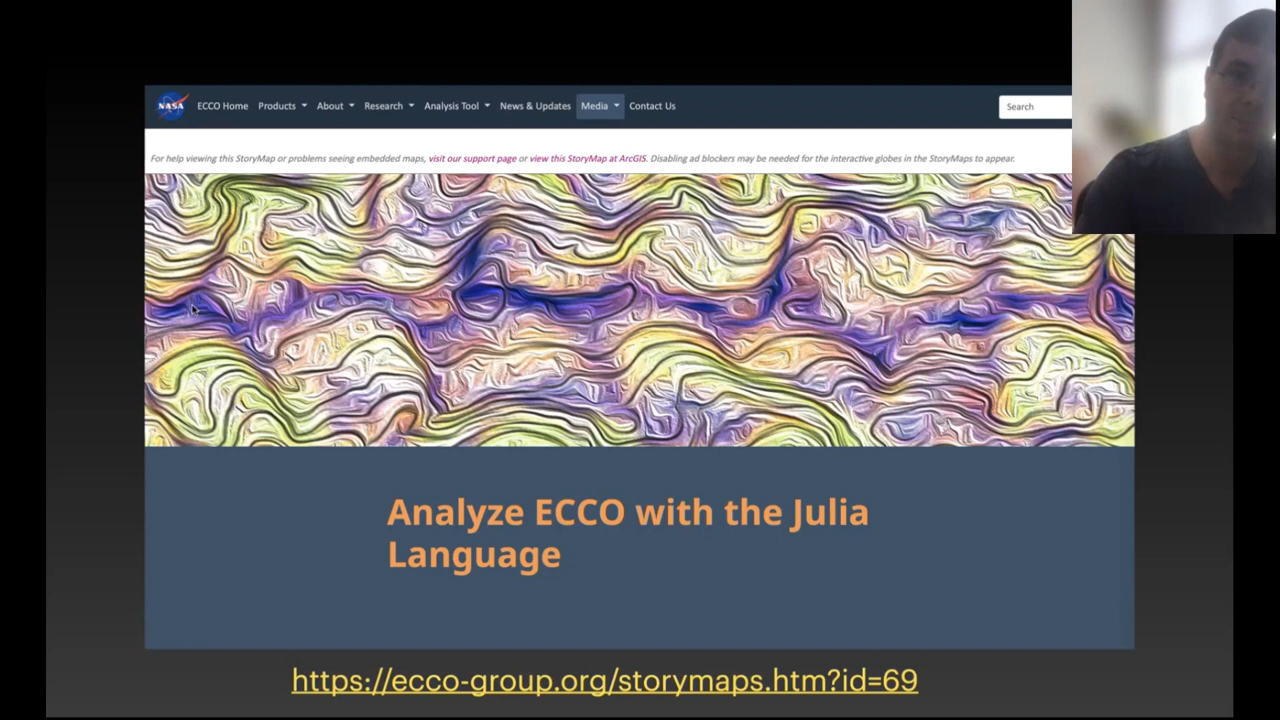 NASA ECCO Home Products About Research Analysis Tool News & Updates Media Contact Us Search
For help viewing this StoryMap or problems seeing embedded maps, visit our support page or view this StoryMap at ArcGIS. Disabling ad blockers may be needed for the interactive globes in the StoryMaps to appear.
Analyze ECCO with the Julia
Language
https://ecco-group.org/storymaps.htm?id=69